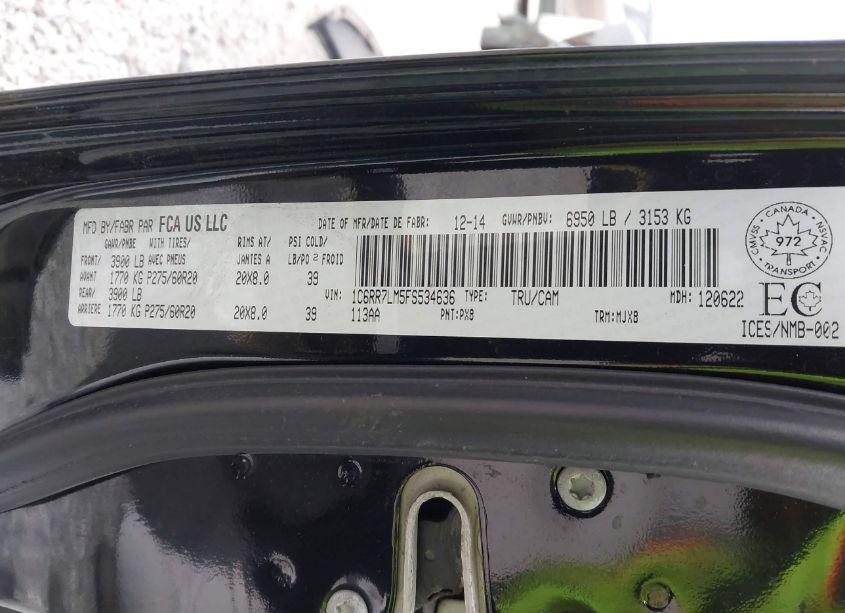 MFD BY/FABR PAR FCA US LLC DATE OF MFR/DATE DE FABR: 12-14 GVWR/PNBV: 6950 LB / 3153 KG
GAWR/PNBE WITH TIRES/ RIMS AT/ PSI COLD/
FRONT/ 3900 LB AVEC PNEUS JANTES A LB/PO² FROID
AVANT 1770 KG P275/60R20 20X8.0 39
REAR/ 3900 LB VIN: 1C6RR7LM5FS534636 TYPE: TRU/CAM MDH: 120622
ARRIERE 1770 KG P275/60R20 20X8.0 39 113AA PNT:PX8 TRM:MJX8
CANADA
CMVSS 972 NSVAC
TRANSPORT
EC
ICES/NMB-002